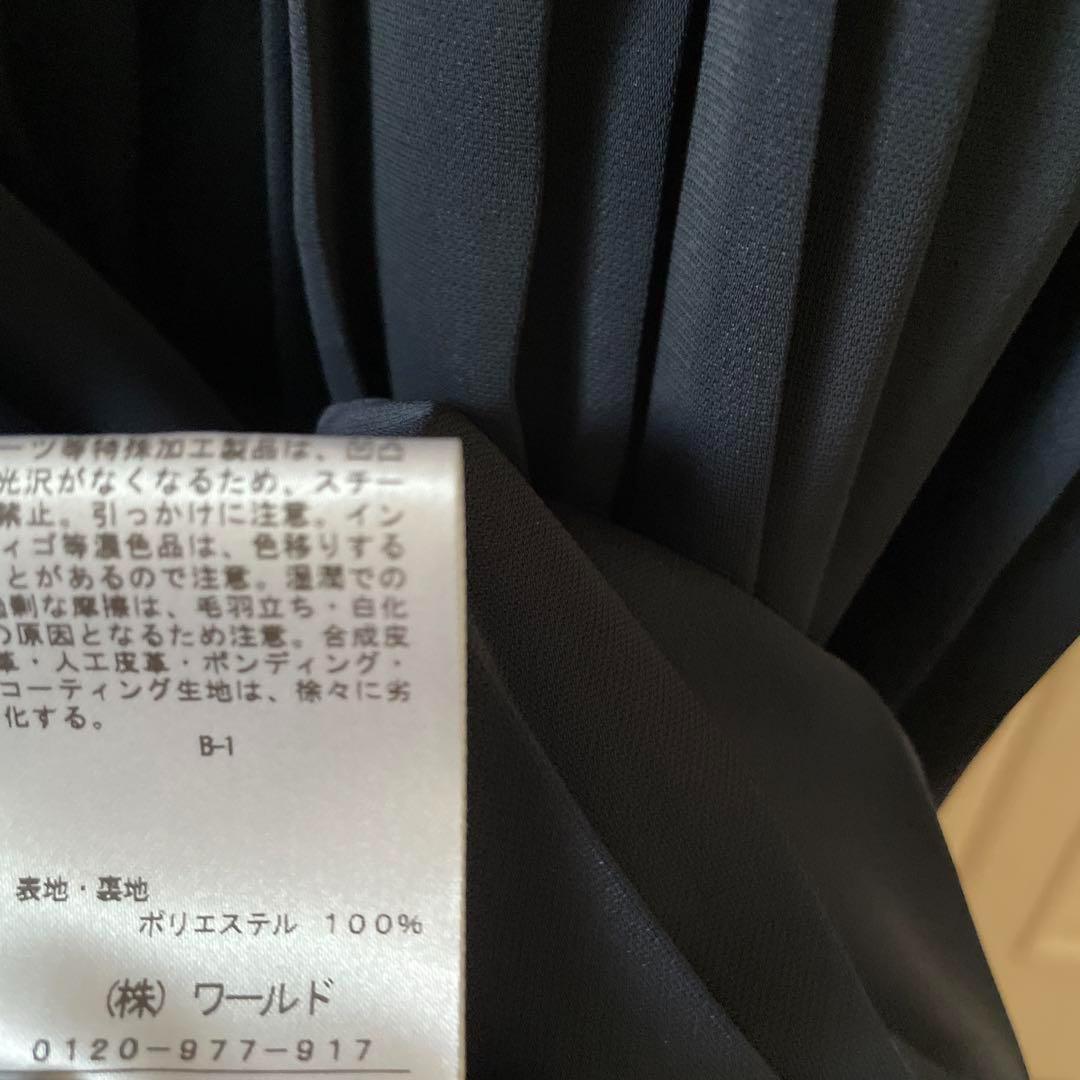 ーツ等特殊加工製品は、凹凸
光沢がなくなるため、スチー
禁止。引っかけに注意。イン
ィゴ等濃色品は、色移りする
とがあるので注意。湿潤での
過剰な摩擦は、毛羽立ち・白化
の原因となるため注意。合成皮
革・人工皮革・ボンディング・
コーティング生地は、徐々に劣
化する。
B-1
表地・裏地
ポリエステル 100%
(株) ワールド
0120-977-917